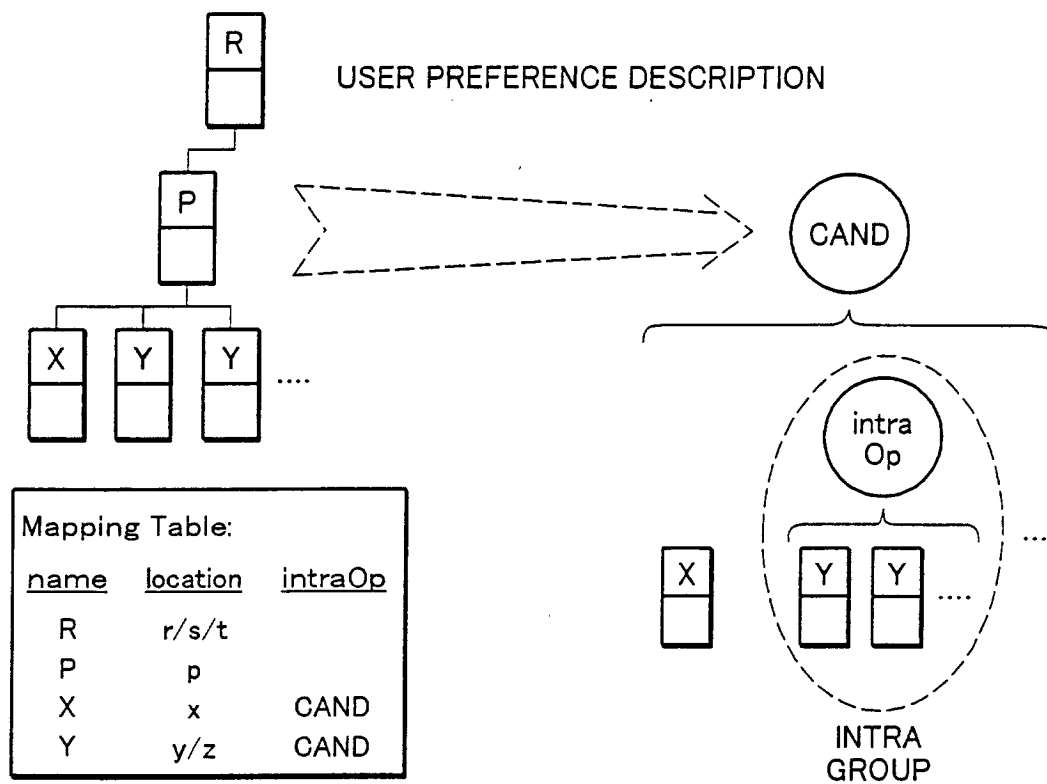 R
USER PREFERENCE DESCRIPTION
P
CAND
X Y Y ....
intra
Op
....
X Y Y ....
INTRA
GROUP
Mapping Table:
name location intraOp
R r/s/t
P p
X x CAND
Y y/z CAND